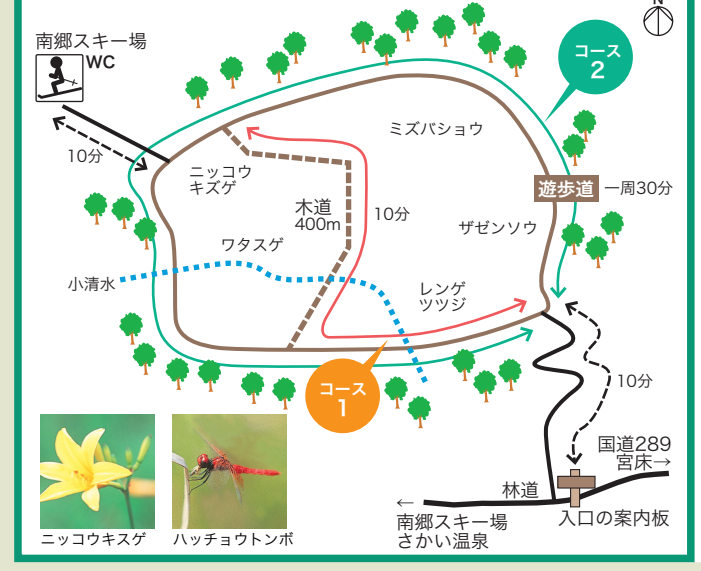 N
南郷スキー場
WC
コース
2
10分
ミズバショウ
ニッコウ
キズゲ
遊歩道 一周30分
木道
400m
10分
ザゼンソウ
ワタスゲ
小清水
レンゲ
ツツジ
コース
1
10分
国道289
宮床→
林道
←
南郷スキー場
さかい温泉
入口の案内板
ニッコウキスゲ
ハッチョウトンボ